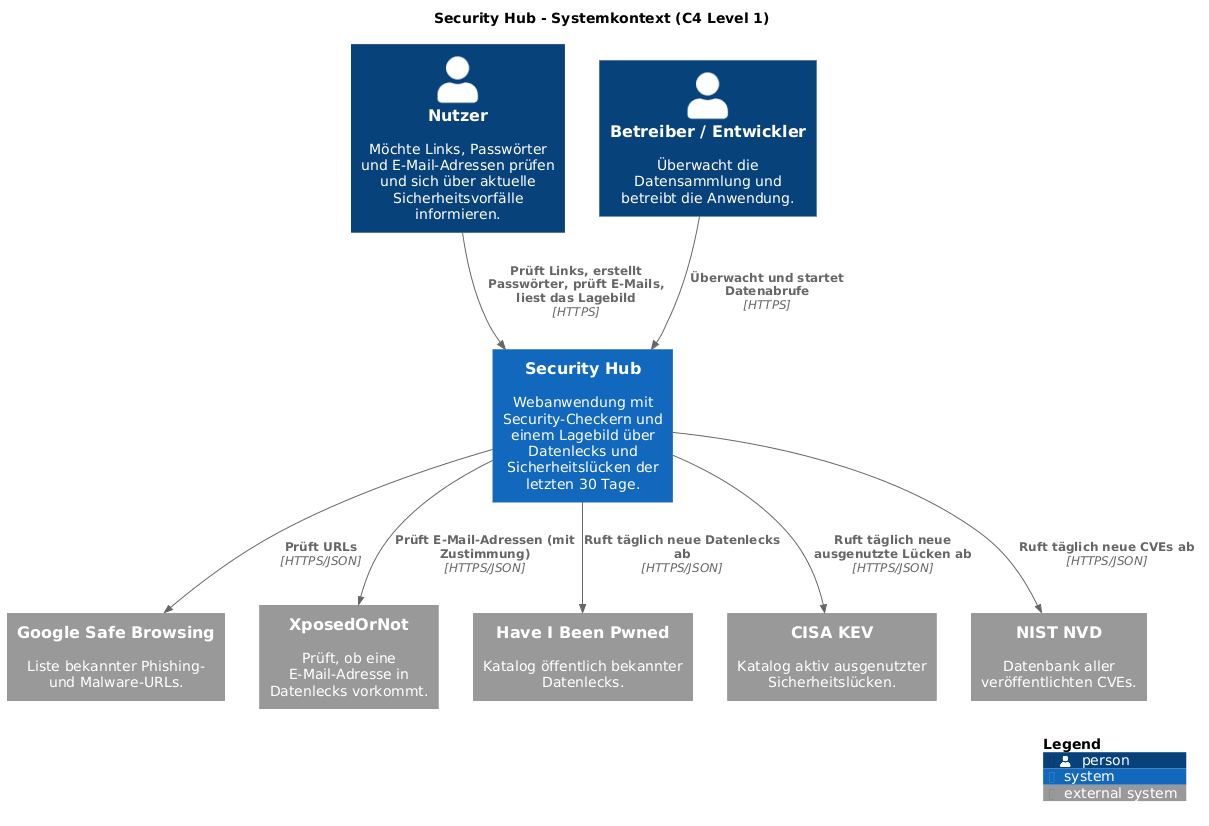 Security Hub - Systemkontext (C4 Level 1)
Nutzer
Möchte Links, Passwörter
und E-Mail-Adressen prüfen
und sich über aktuelle
Sicherheitsvorfälle
informieren.
Betreiber / Entwickler
Überwacht die
Datensammlung und
betreibt die Anwendung.
Prüft Links, erstellt
Passwörter, prüft E-Mails,
liest das Lagebild
[HTTPS]
Überwacht und startet
Datenabrufe
[HTTPS]
Security Hub
Webanwendung mit
Security-Checkern und
einem Lagebild über
Datenlecks und
Sicherheitslücken der
letzten 30 Tage.
Prüft URLs
[HTTPS/JSON]
Prüft E-Mail-Adressen (mit
Zustimmung)
[HTTPS/JSON]
Ruft täglich neue Datenlecks
ab
[HTTPS/JSON]
Ruft täglich neue
ausgenutzte Lücken ab
[HTTPS/JSON]
Ruft täglich neue CVEs ab
[HTTPS/JSON]
Google Safe Browsing
Liste bekannter Phishing-
und Malware-URLs.
XposedOrNot
Prüft, ob eine
E-Mail-Adresse in
Datenlecks vorkommt.
Have I Been Pwned
Katalog öffentlich bekannter
Datenlecks.
CISA KEV
Katalog aktiv ausgenutzter
Sicherheitslücken.
NIST NVD
Datenbank aller
veröffentlichten CVEs.
Legend
person
system
external system